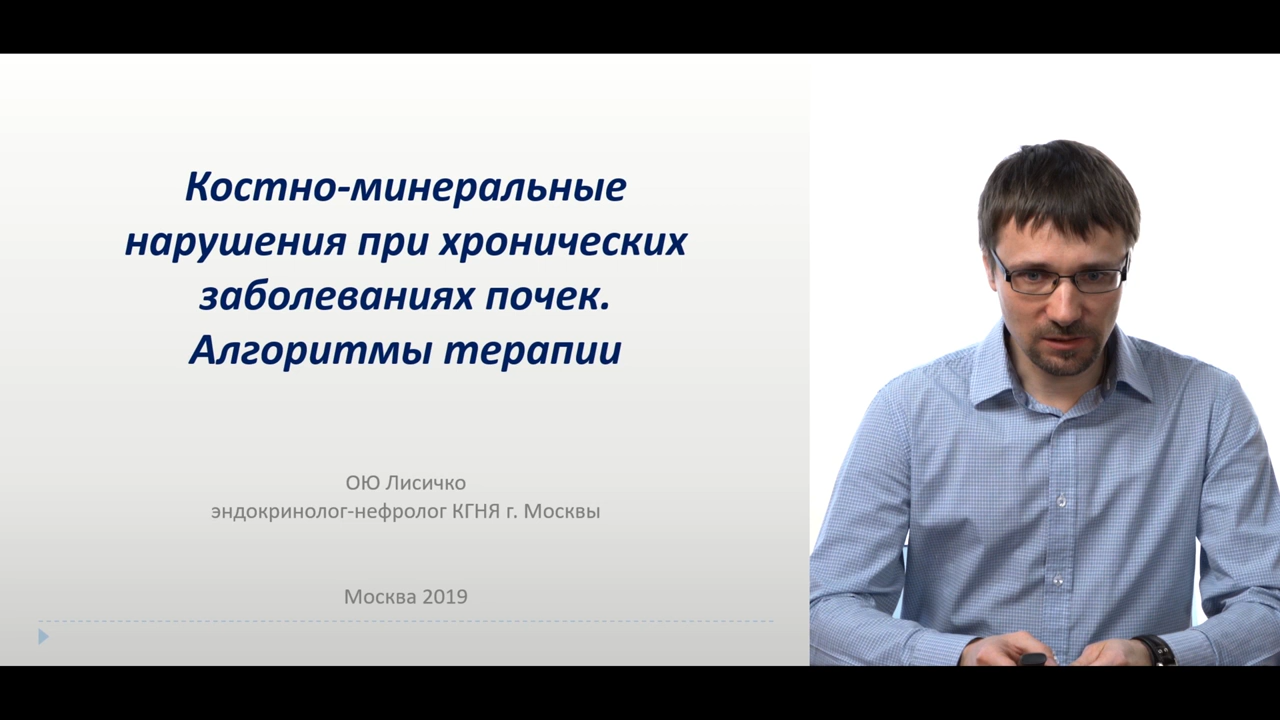 Костно-минеральные
нарушения при хронических
заболеваниях почек.
Алгоритмы терапии
ОЮ Лисичко
эндокринолог-нефролог КГНЯ г. Москвы
Москва 2019